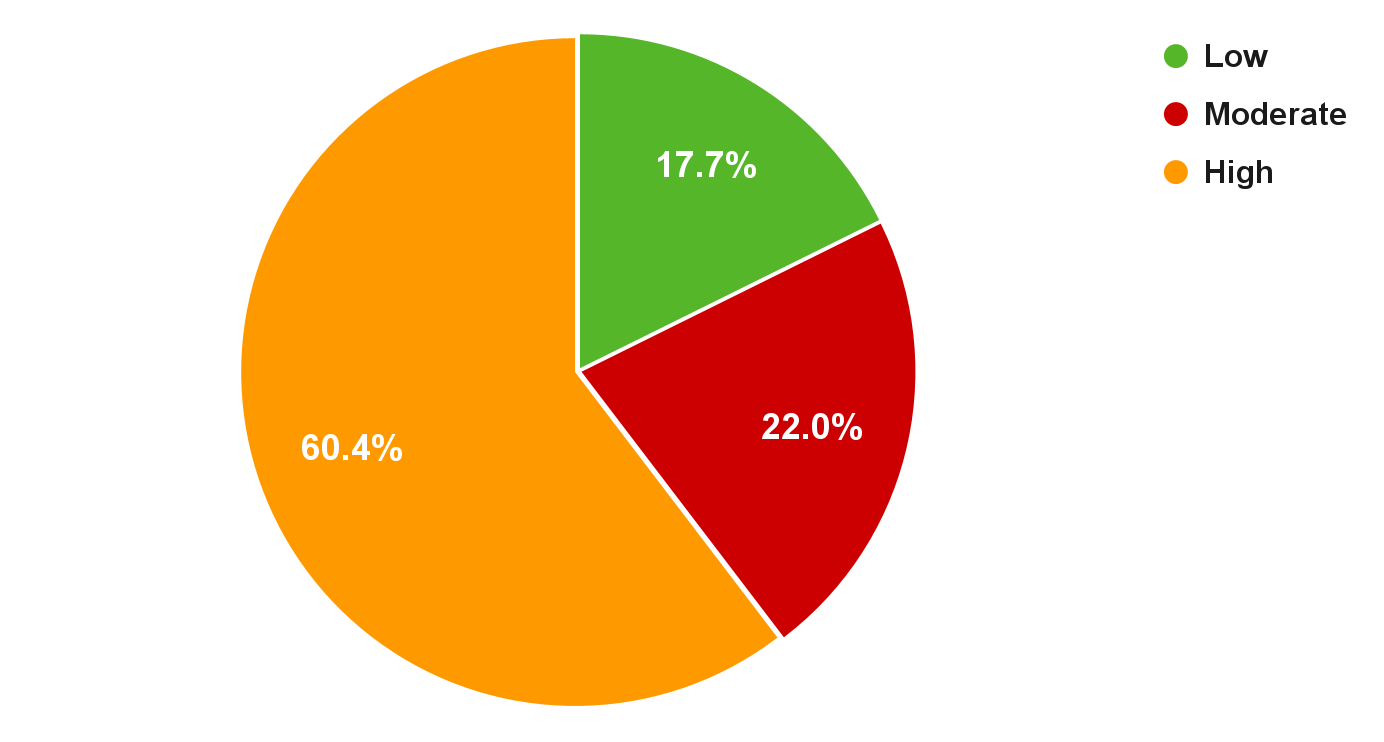 17.7%
22.0%
60.4%
Low
Moderate
High